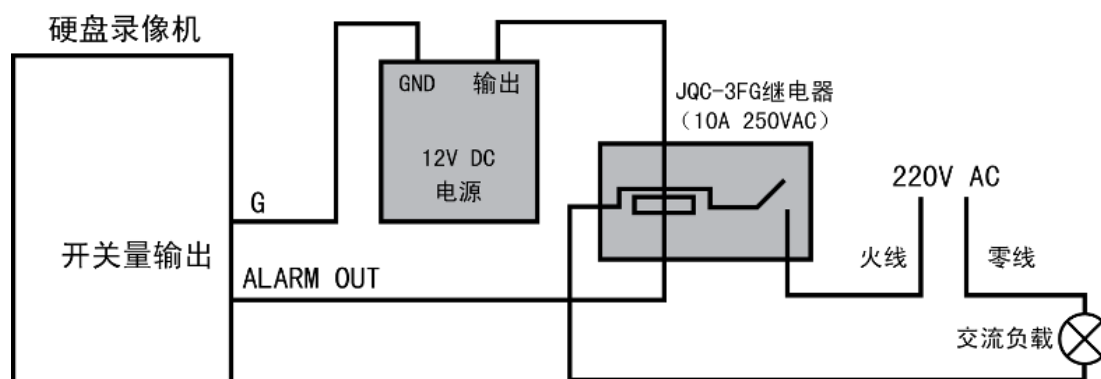 硬盘录像机
GND 输出
JQC-3FG继电器
（10A 250VAC）
12V DC
电源
220V AC
G
开关量输出
火线
零线
ALARM OUT
交流负载